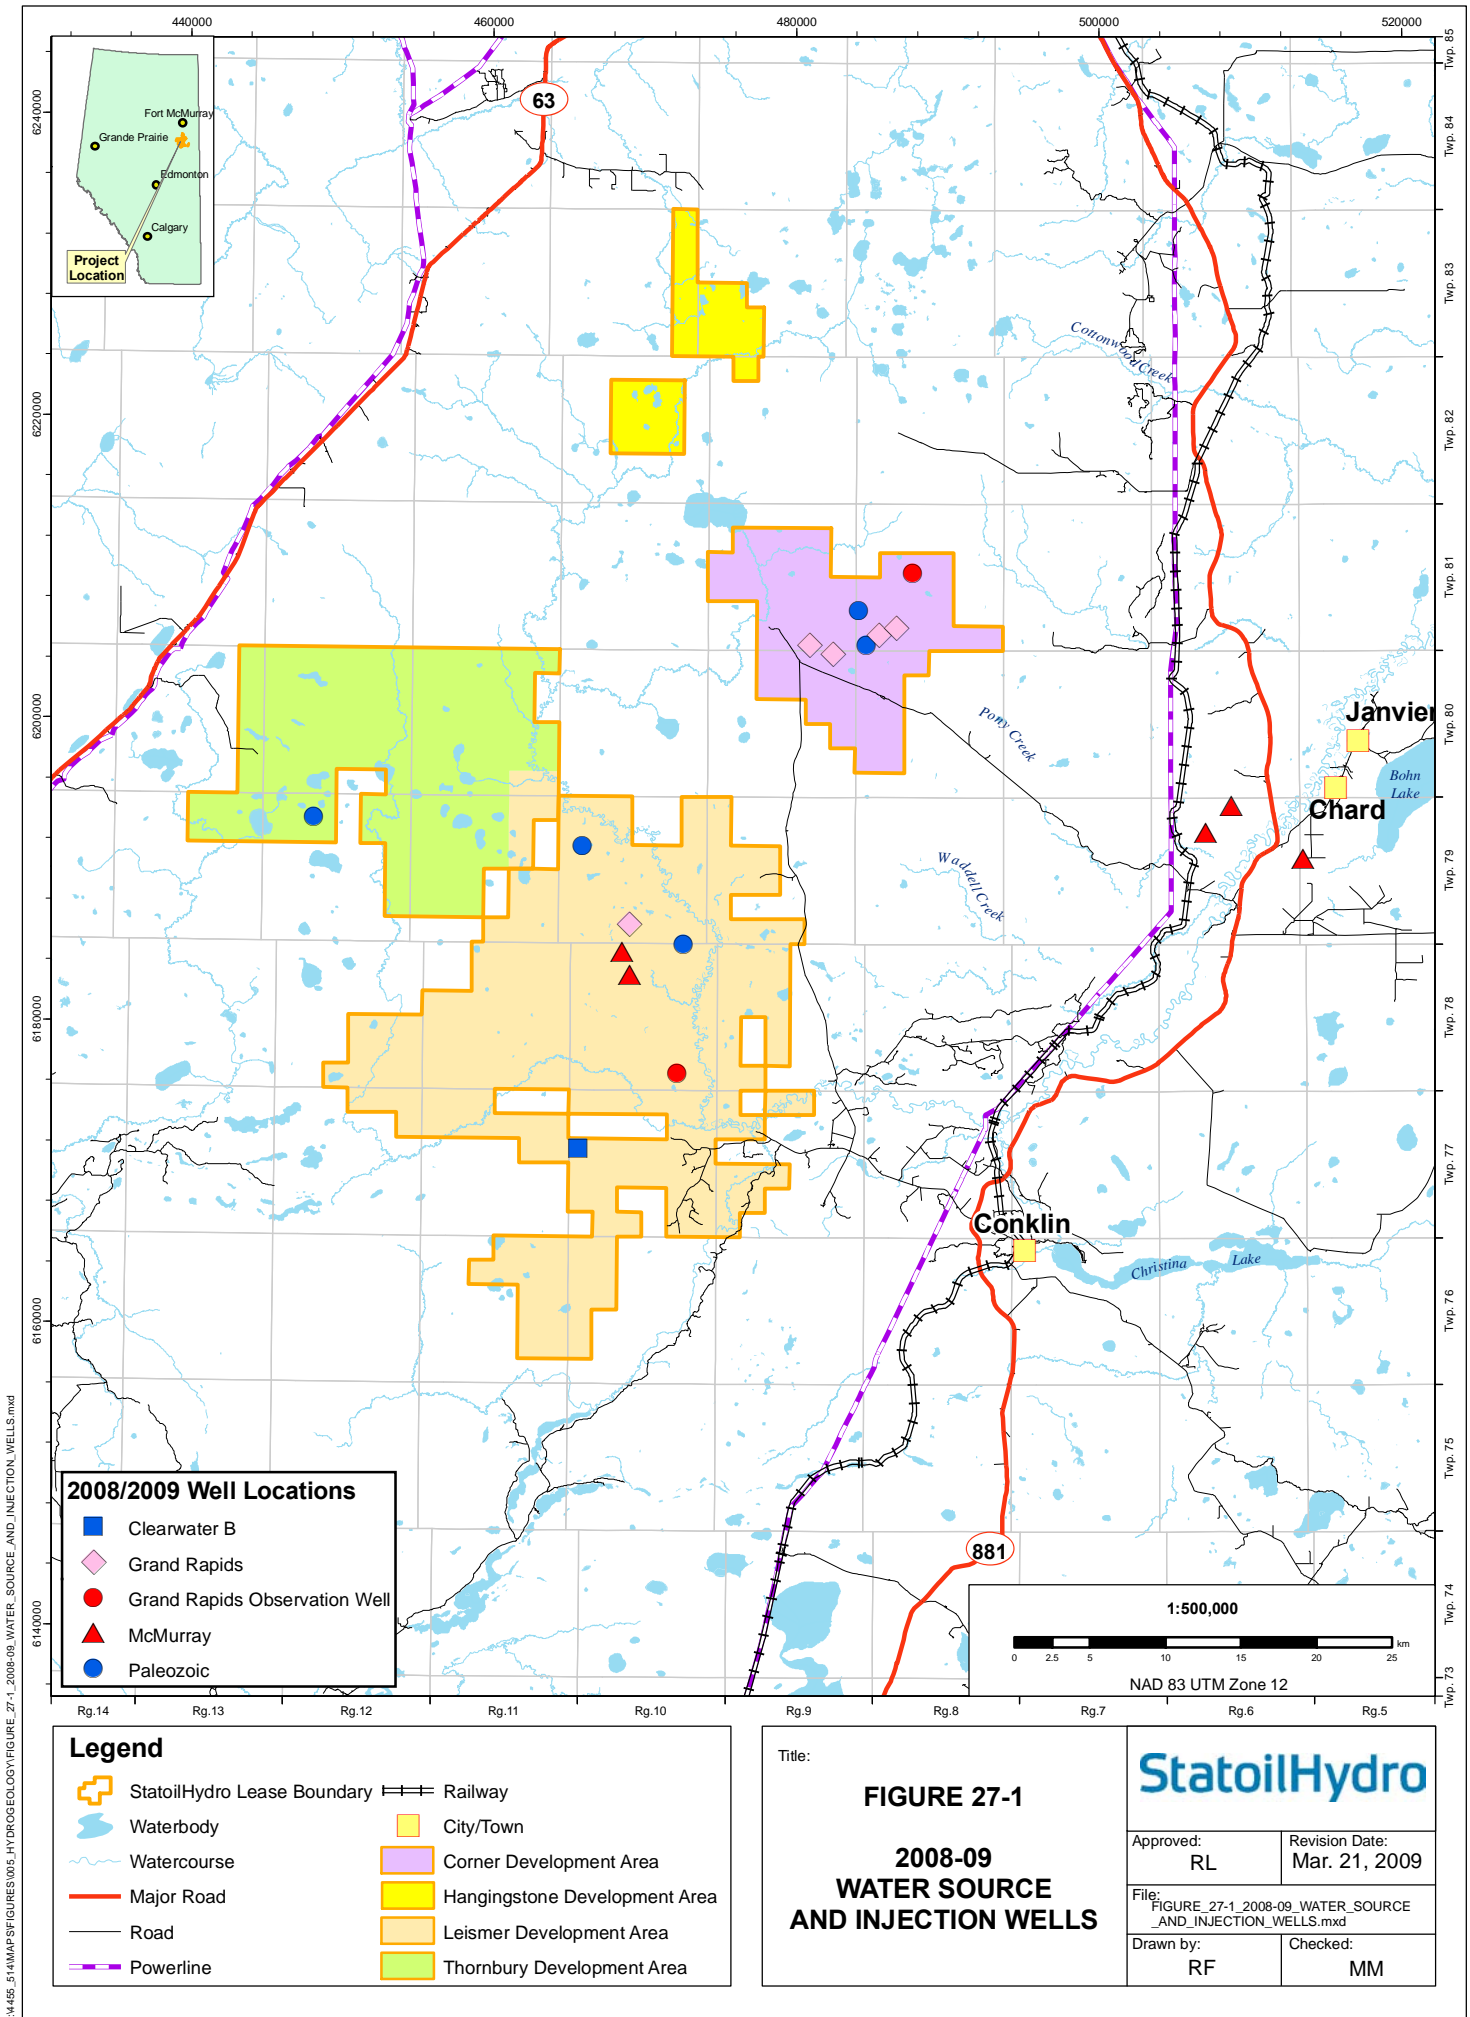 440000
460000
480000
500000
520000
Twp. 85
Twp. 84
Twp. 83
Twp. 82
Twp. 81
Twp. 80
Twp. 79
Twp. 78
Twp. 77
Twp. 76
Twp. 75
Twp. 74
Twp. 73
6240000
6220000
6200000
6180000
6160000
6140000
Fort McMurray
Grande Prairie
Edmonton
Calgary
Project
Location
63
Cottonwood Creek
Pony Creek
Waddell Creek
Janvier
Bohn
Lake
Chard
Conklin
Christina Lake
881
2008/2009 Well Locations
Clearwater B
Grand Rapids
Grand Rapids Observation Well
McMurray
Paleozoic
1:500,000
0 2.5 5 10 15 20 25
km
NAD 83 UTM Zone 12
Rg.14 Rg.13 Rg.12 Rg.11 Rg.10 Rg.9 Rg.8 Rg.7 Rg.6 Rg.5
Legend
StatoilHydro Lease Boundary
Waterbody
Watercourse
Major Road
Road
Powerline
Railway
City/Town
Corner Development Area
Hangingstone Development Area
Leismer Development Area
Thornbury Development Area
Title:
FIGURE 27-1
2008-09
WATER SOURCE
AND INJECTION WELLS
StatoilHydro
Approved:
RL
Revision Date:
Mar. 21, 2009
File:
FIGURE_27-1_2008-09_WATER_SOURCE
_AND_INJECTION_WELLS.mxd
Drawn by:
RF
Checked:
MM
4455_514\MAPS\FIGURES\005_HYDROGEOLOGY\FIGURE_27-1_2008-09_WATER_SOURCE_AND_INJECTION_WELLS.mxd